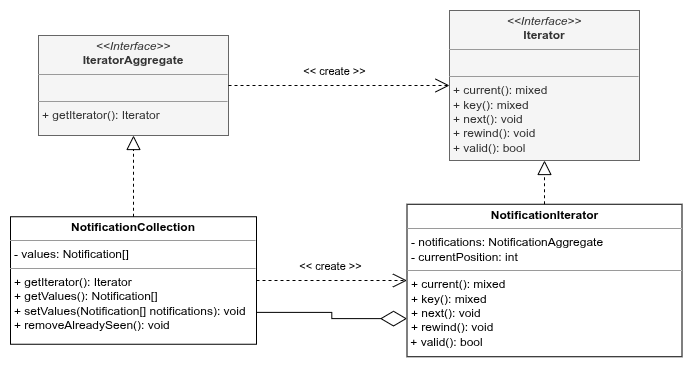 <<Interface>>
IteratorAggregate
+ getIterator(): Iterator
<< create >>
<<Interface>>
Iterator
+ current(): mixed
+ key(): mixed
+ next(): void
+ rewind(): void
+ valid(): bool
NotificationCollection
- values: Notification[]
+ getIterator(): Iterator
+ getValues(): Notification[]
+ setValues(Notification[] notifications): void
+ removeAlreadySeen(): void
<< create >>
NotificationIterator
- notifications: NotificationAggregate
- currentPosition: int
+ current(): mixed
+ key(): mixed
+ next(): void
+ rewind(): void
+ valid(): bool